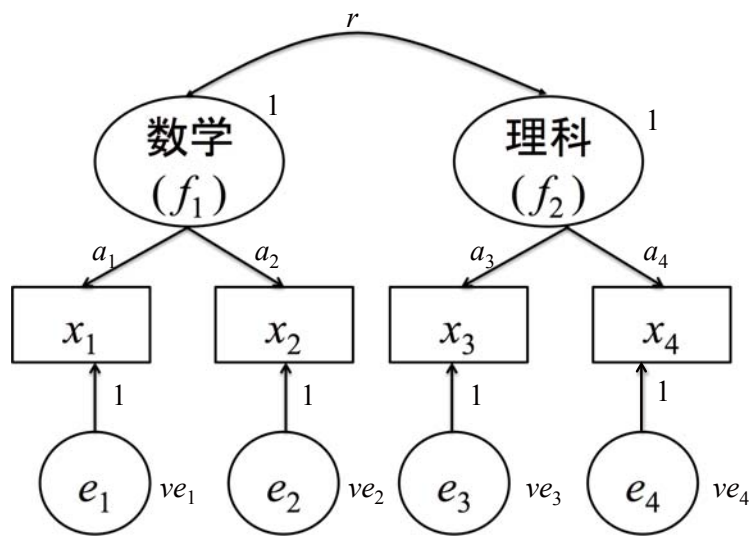 r
数学
(f₁)
1
理科
(f₂)
1
a₁
a₂
a₃
a₄
x₁
x₂
x₃
x₄
1
1
1
1
e₁
ve₁
e₂
ve₂
e₃
ve₃
e₄
ve₄